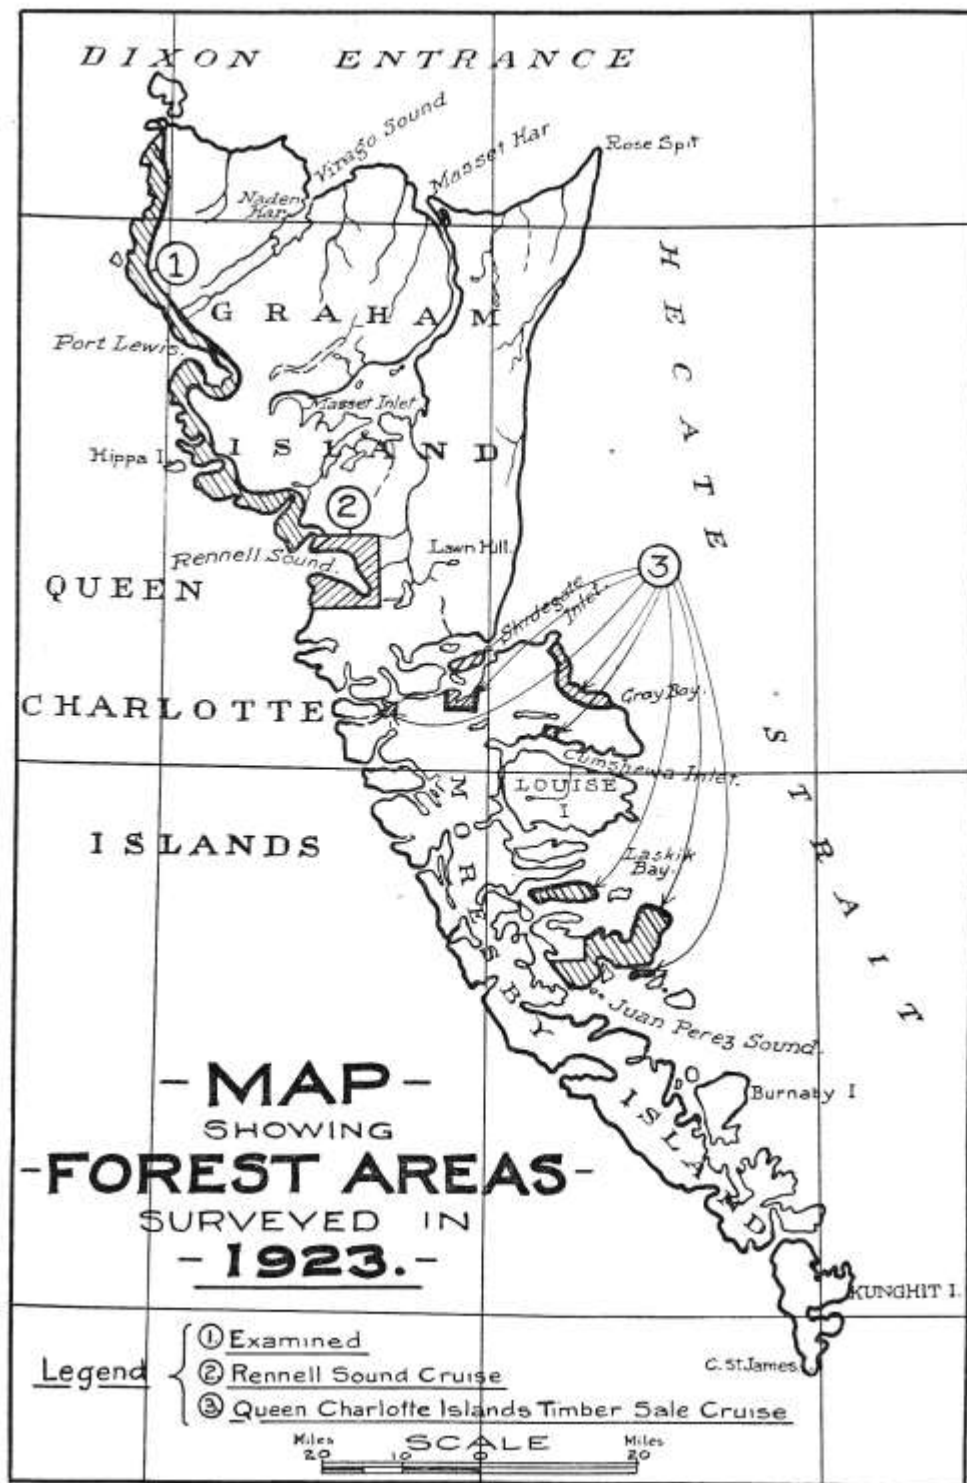 DIXON ENTRANCE
Virago Sound
Masset Har
Rose Spit
Naden
Har.
1
GRAHAM
HECATE STRAIT
Port Lewis.
Masset Inlet
ISLAND
Hippa I.
2
Rennell Sound.
Lawn Hill.
3
QUEEN
Skidegate
Inlet.
Gray Bay.
CHARLOTTE
Cumshewa Inlet.
LOUISE
I
MORESBY ISLAND
ISLANDS
Laskik
Bay.
Juan Perez Sound.
Burnaby I
- MAP -
SHOWING
- FOREST AREAS -
SURVEYED IN
- 1923. -
KUNGHIT I.
C. St. James.
Legend
1 Examined
2 Rennell Sound Cruise
3 Queen Charlotte Islands Timber Sale Cruise
Miles SCALE Miles
20 10 0 20